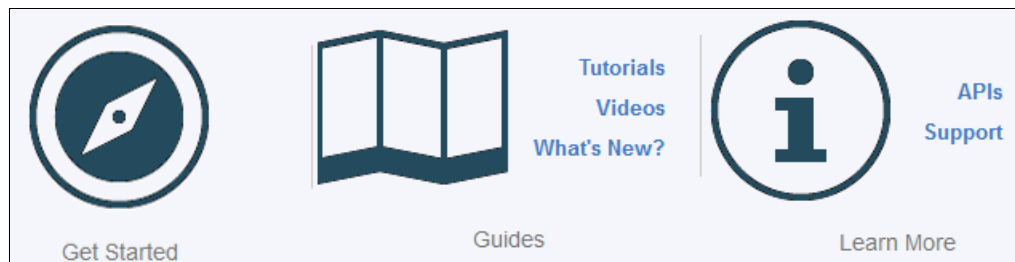 Get Started
Tutorials
Videos
What's New?
Guides
APIs
Support
Learn More